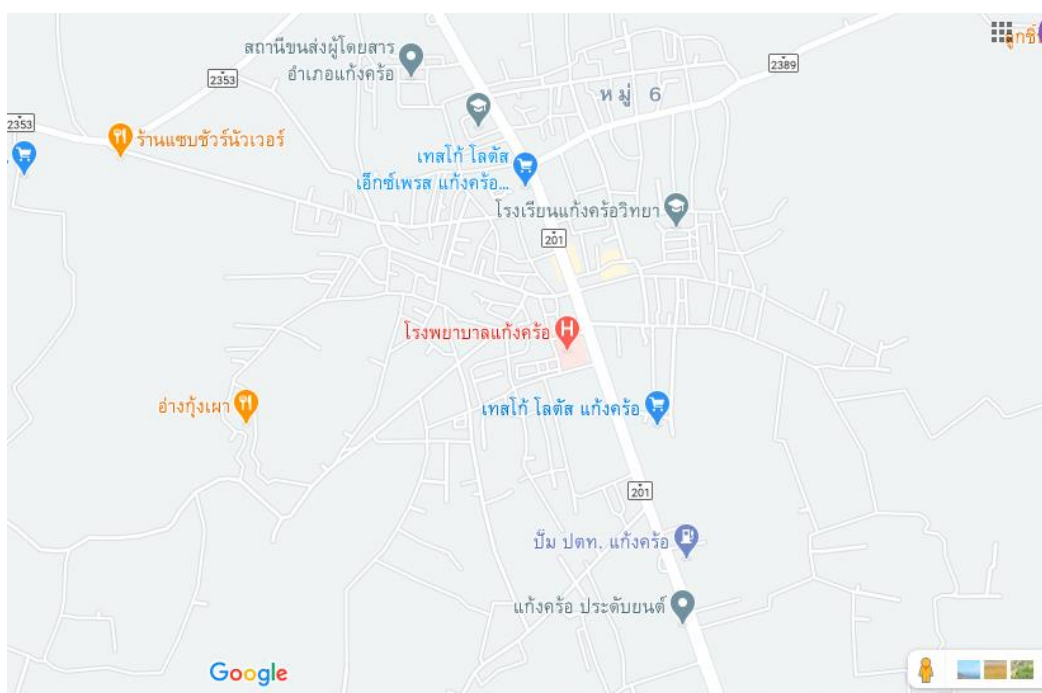 สถานีขนส่งผู้โดยสาร
อำเภอแก้งคร้อ
2353
2389
หมู่ 6
2353
ร้านแซบชัวร์นัวเวอร์
เทสโก้ โลตัส
เอ็กซ์เพรส แก้งคร้อ...
โรงเรียนแก้งคร้อวิทยา
201
โรงพยาบาลแก้งคร้อ
อ่างกุ้งเผา
เทสโก้ โลตัส แก้งคร้อ
201
ปั๊ม ปตท. แก้งคร้อ
แก้งคร้อ ประดับยนต์
Google